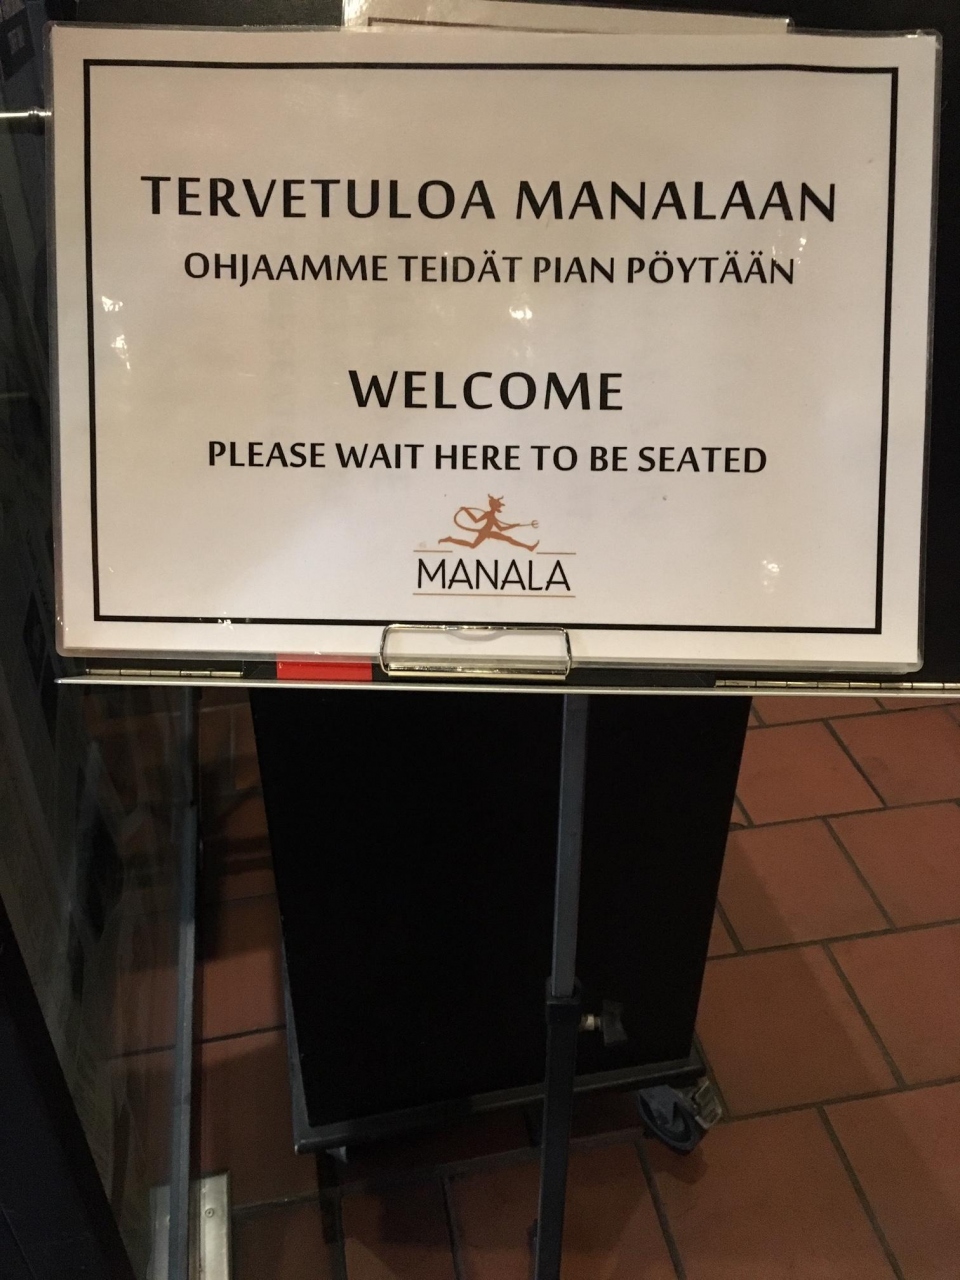 TERVETULOA MANALAAN
OHJAAMME TEIDÄT PIAN PÖYTÄÄN
WELCOME
PLEASE WAIT HERE TO BE SEATED
MANALA